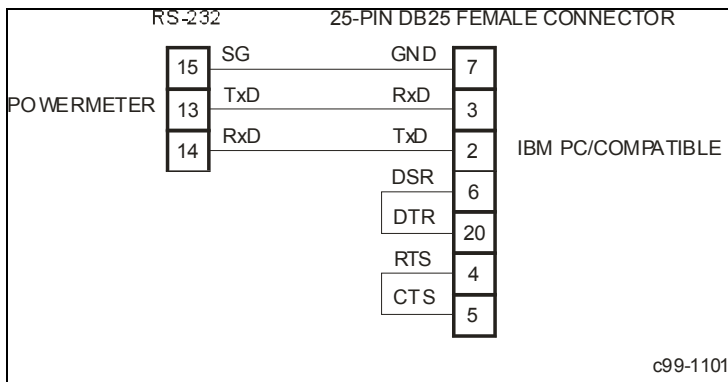 RS-232 25-PIN DB25 FEMALE CONNECTOR
15 SG GND 7
POWERMETER 13 TxD RxD 3
14 RxD TxD 2 IBM PC/COMPATIBLE
DSR 6
DTR 20
RTS 4
CTS 5
c99-1101